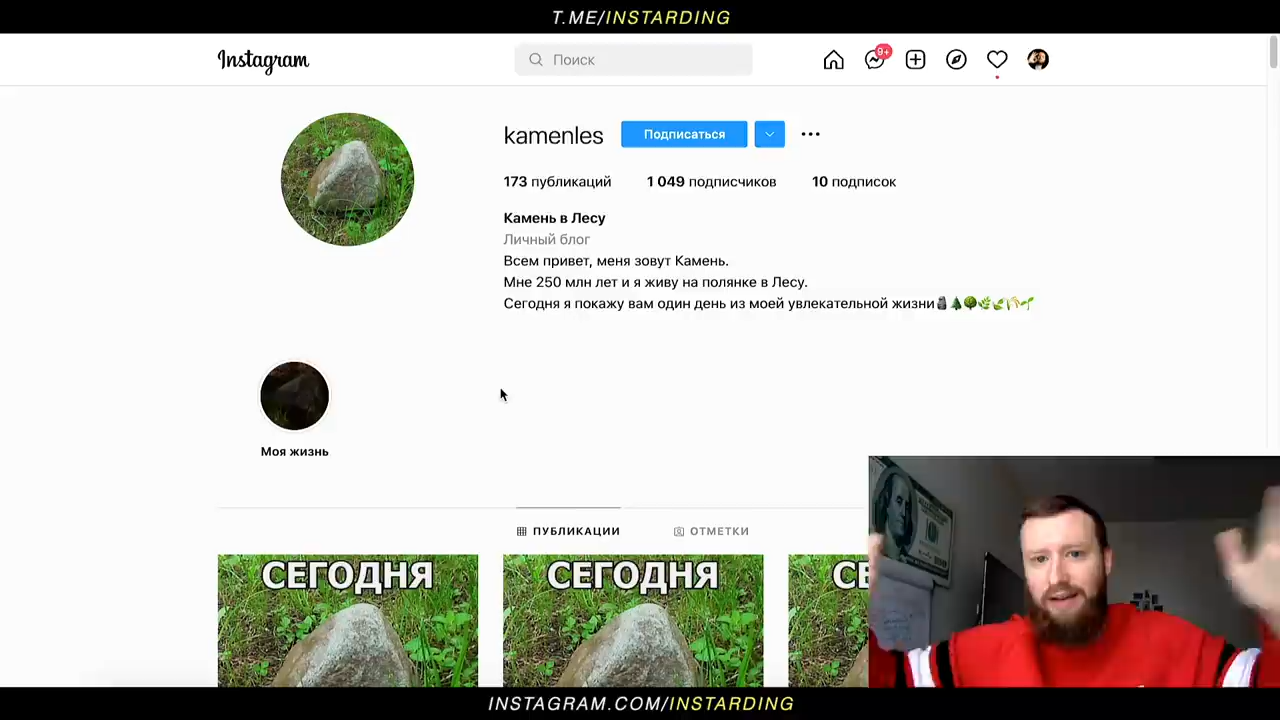 T.ME/INSTARDING
Instagram
Поиск
9+
kamenles
Подписаться
173 публикаций 1 049 подписчиков 10 подписок
Камень в Лесу
Личный блог
Всем привет, меня зовут Камень.
Мне 250 млн лет и я живу на полянке в Лесу.
Сегодня я покажу вам один день из моей увлекательной жизни
Моя жизнь
ПУБЛИКАЦИИ ОТМЕТКИ
СЕГОДНЯ СЕГОДНЯ СЕ
100
INSTAGRAM.COM/INSTARDING